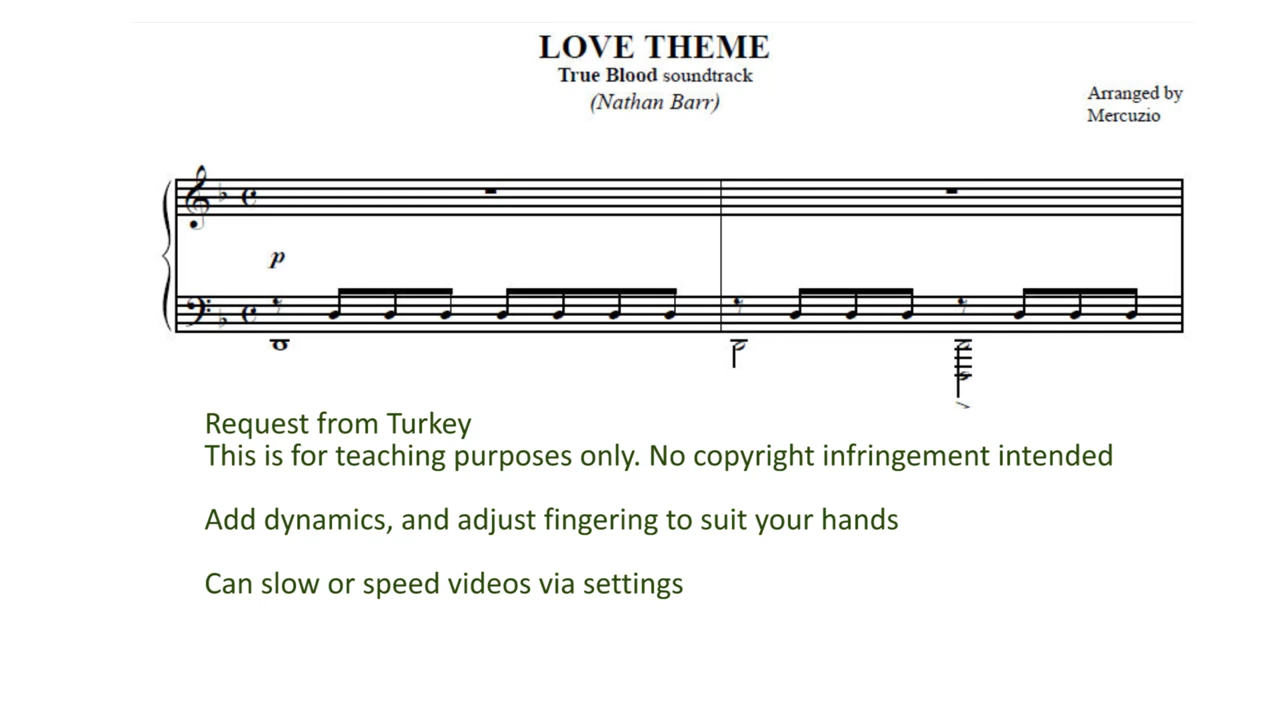 LOVE THEME
True Blood soundtrack
(Nathan Barr)
Arranged by
Mercuzio
p
Request from Turkey
This is for teaching purposes only. No copyright infringement intended
Add dynamics, and adjust fingering to suit your hands
Can slow or speed videos via settings